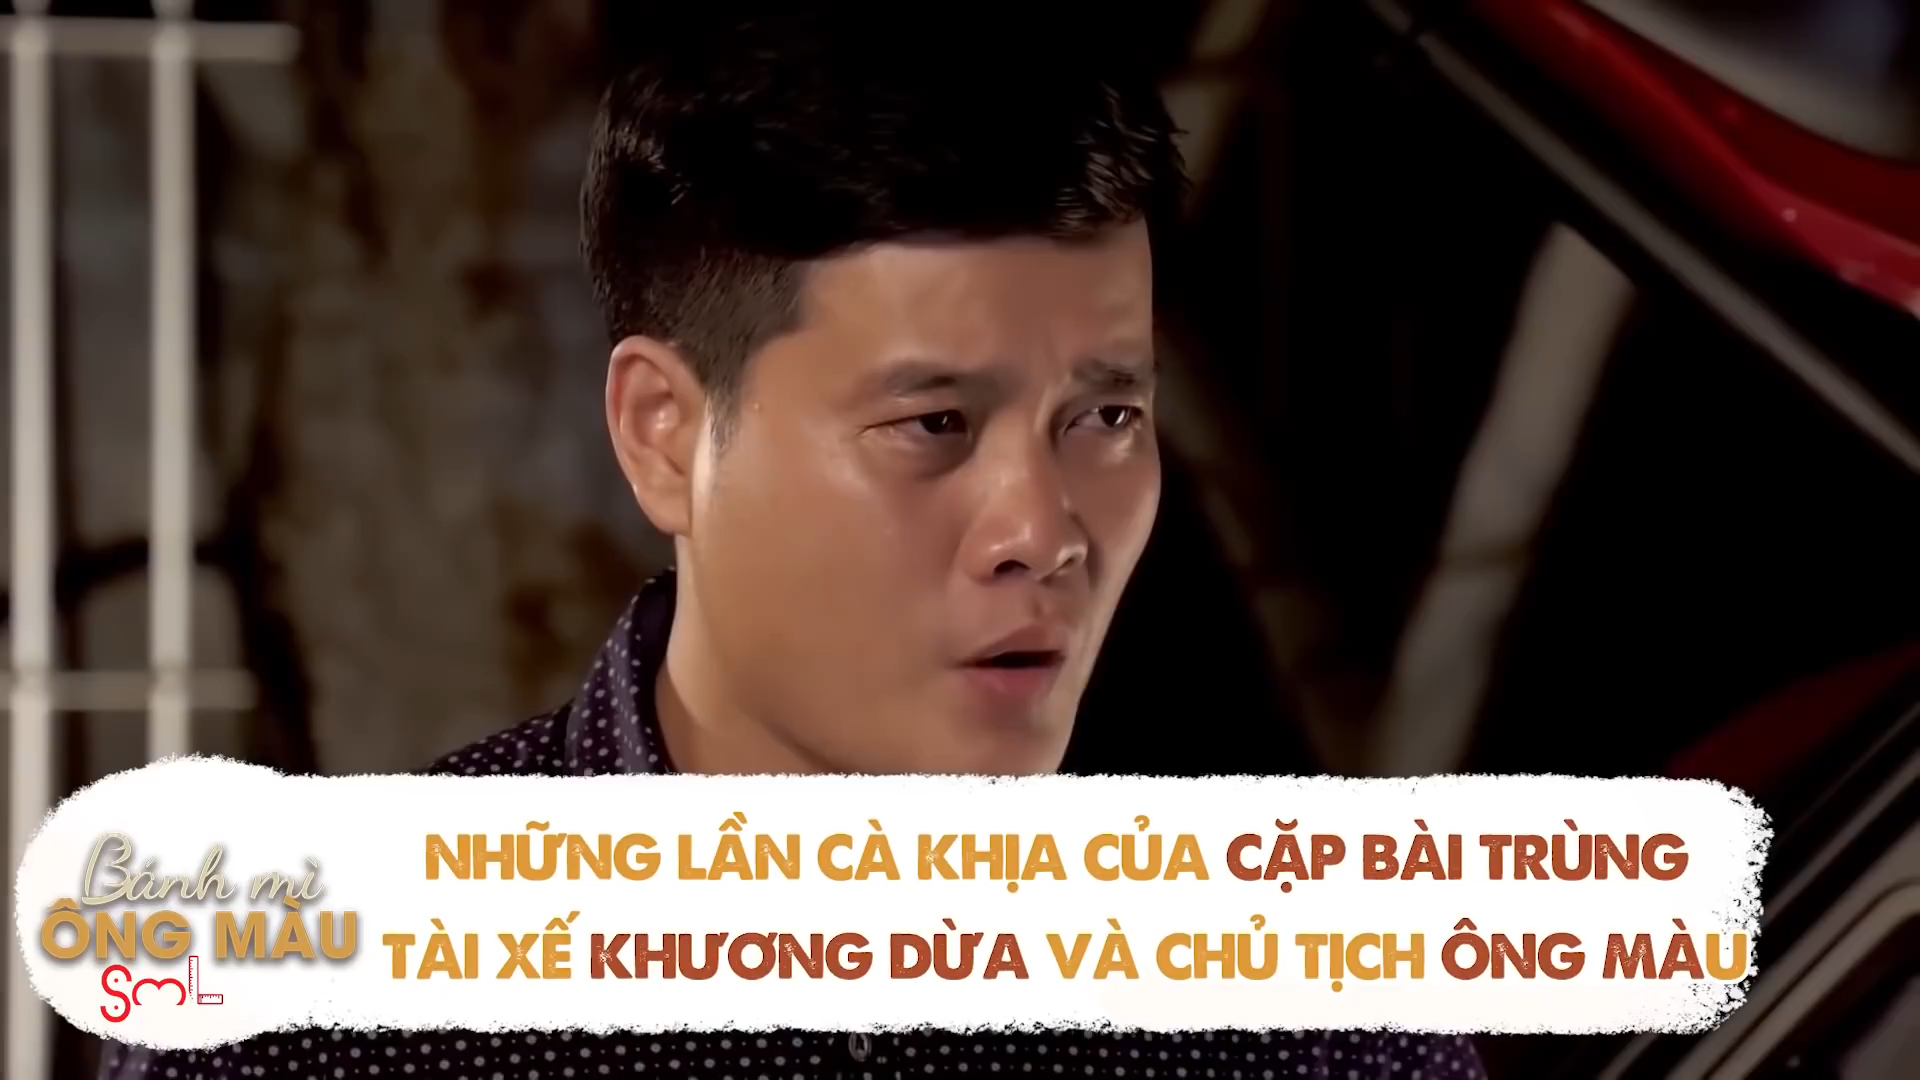 Bánh mì
ÔNG MÀU
SML
NHỮNG LẦN CÀ KHỊA CỦA CẶP BÀI TRÙNG
TÀI XẾ KHƯƠNG DỪA VÀ CHỦ TỊCH ÔNG MÀU